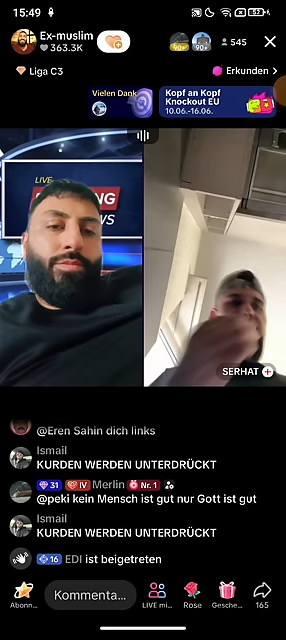 15:49
52
Ex-muslim
363.3K
90+
90+
545
Liga C3
Erkunden >
Vielen Dank
Kopf an Kopf
Knockout EU
10.06.-16.06.
LIVE
SERHAT
@Eren Sahin dich links
Ismail
KURDEN WERDEN UNTERDRÜCKT
31 IV Merlin Nr. 1
@peki kein Mensch ist gut nur Gott ist gut
Ismail
KURDEN WERDEN UNTERDRÜCKT
16 EDI ist beigetreten
Kommenta...
Abonn...
LIVE mi...
Rose
Gesche...
165